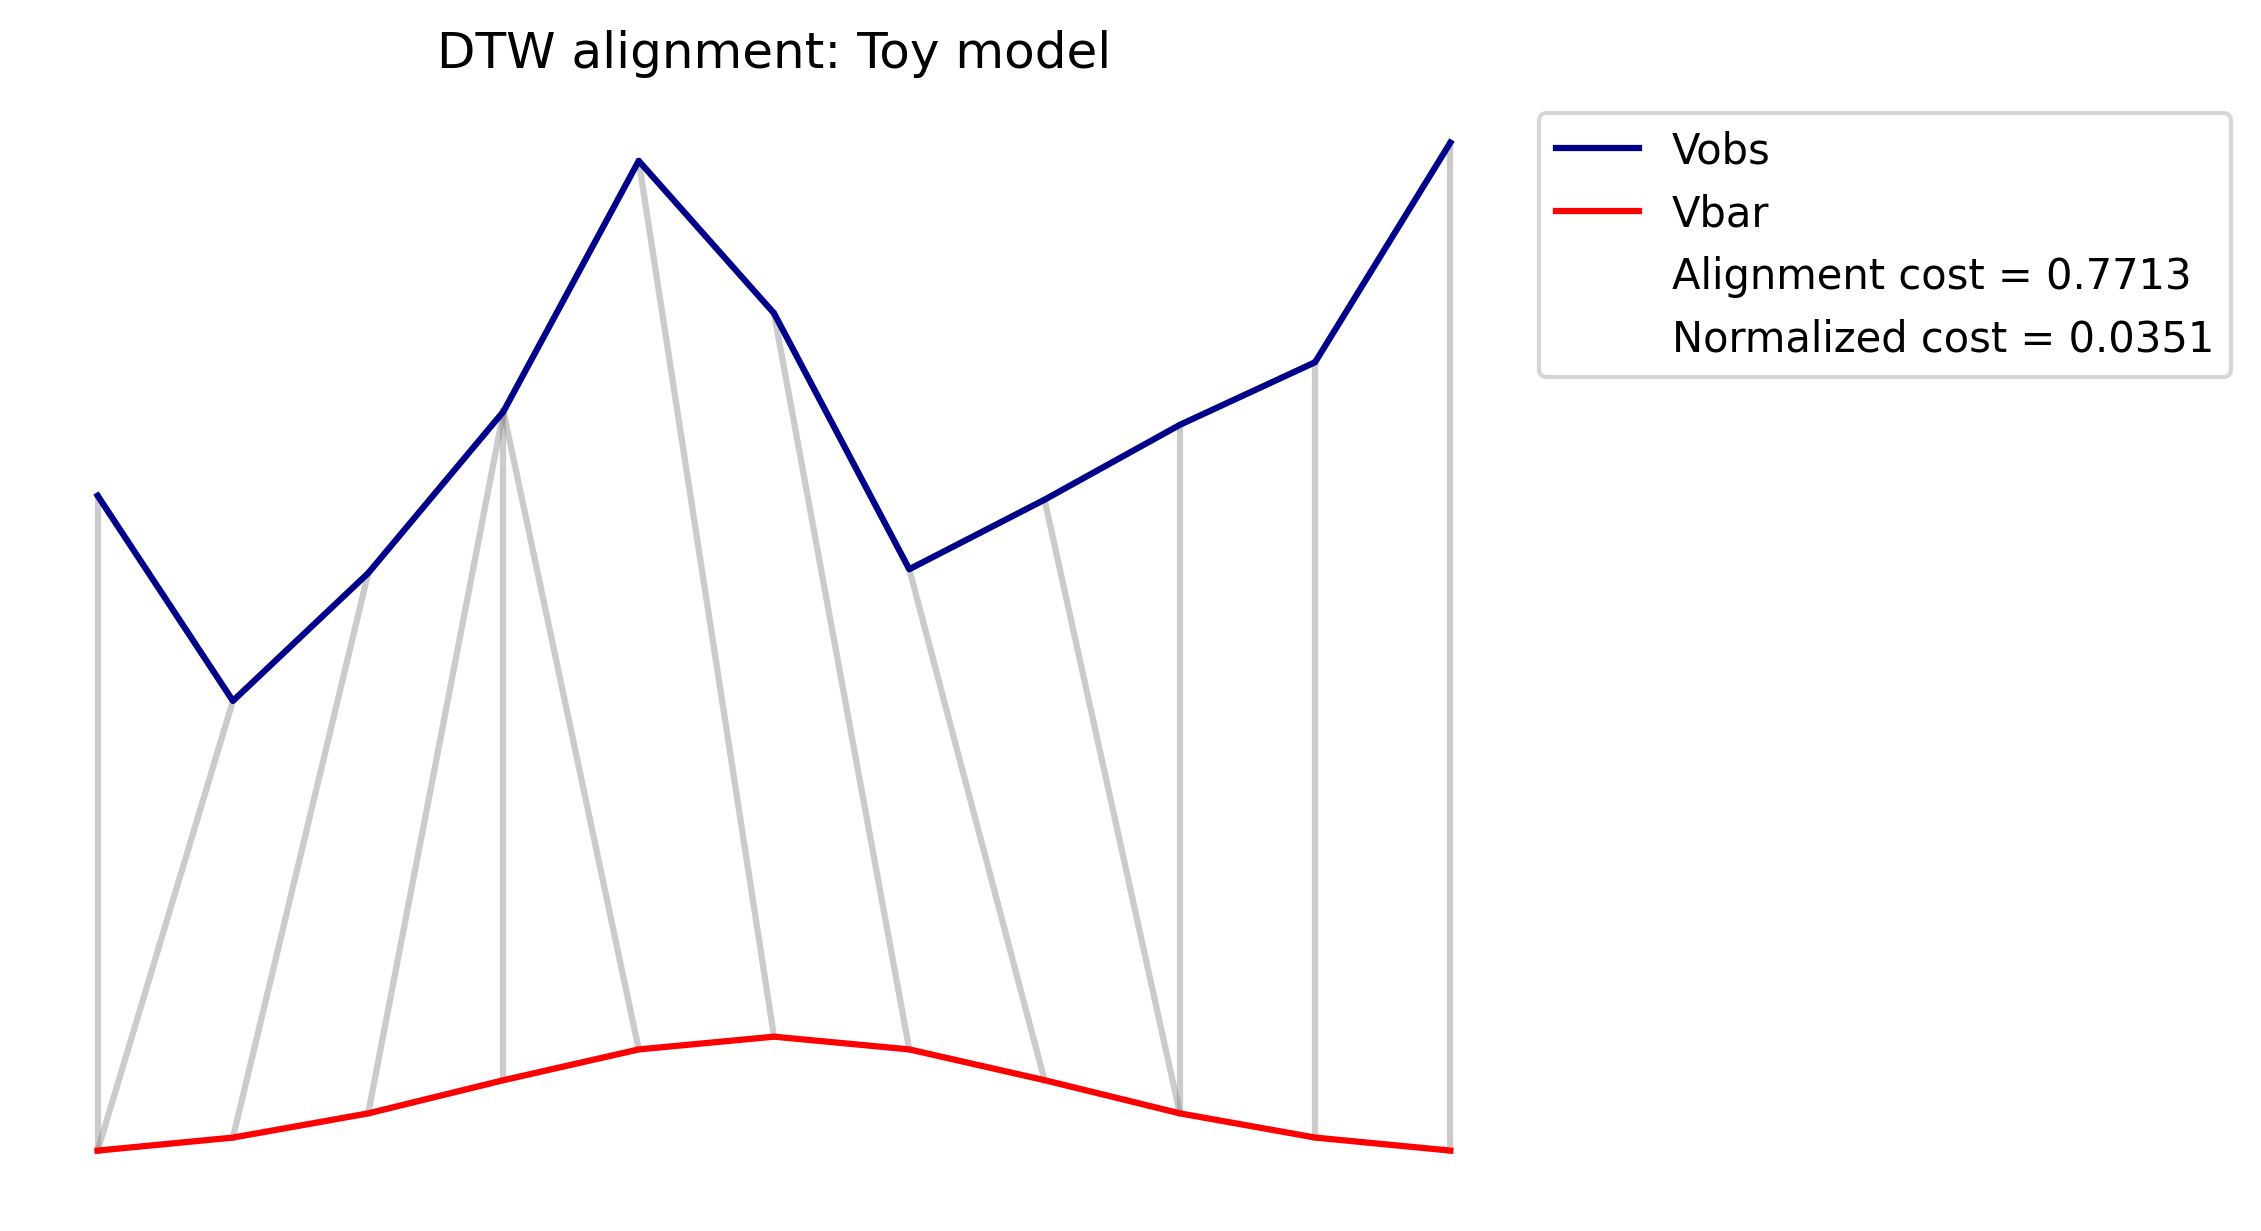 DTW alignment: Toy model
Vobs
Vbar
Alignment cost = 0.7713
Normalized cost = 0.0351